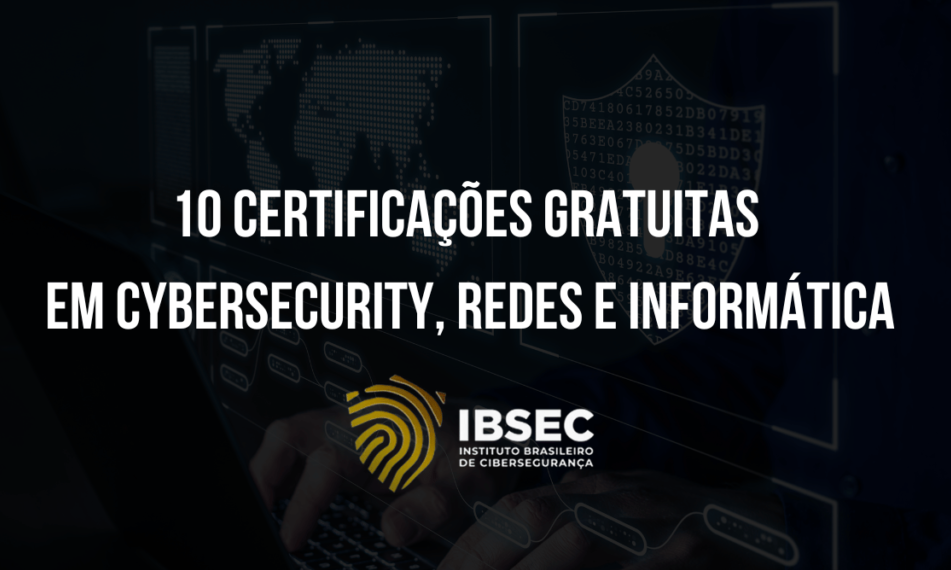 10 CERTIFICAÇÕES GRATUITAS
EM CYBERSECURITY, REDES E INFORMÁTICA
IBSEC
INSTITUTO BRASILEIRO
DE CIBERSEGURANÇA